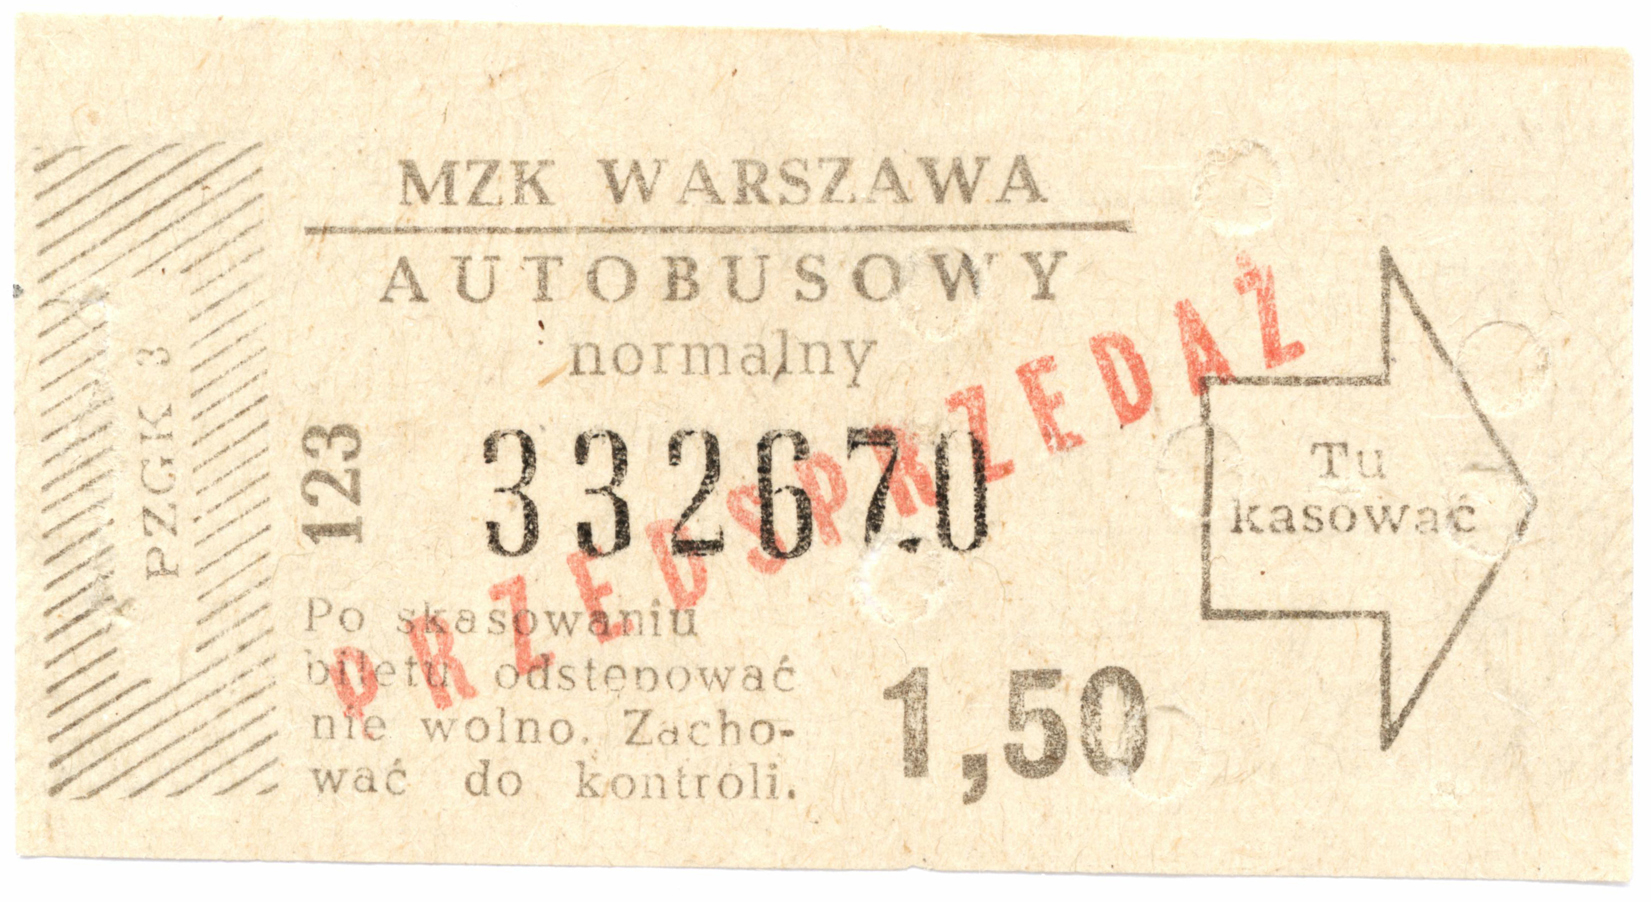 MZK WARSZAWA
AUTOBUSOWY
normalny
PZGK 3
123
332670
PRZEDSPRZEDAŻ
Po skasowaniu
biletu odstępować
nie wolno. Zacho-
wać do kontroli.
1,50
Tu
kasować